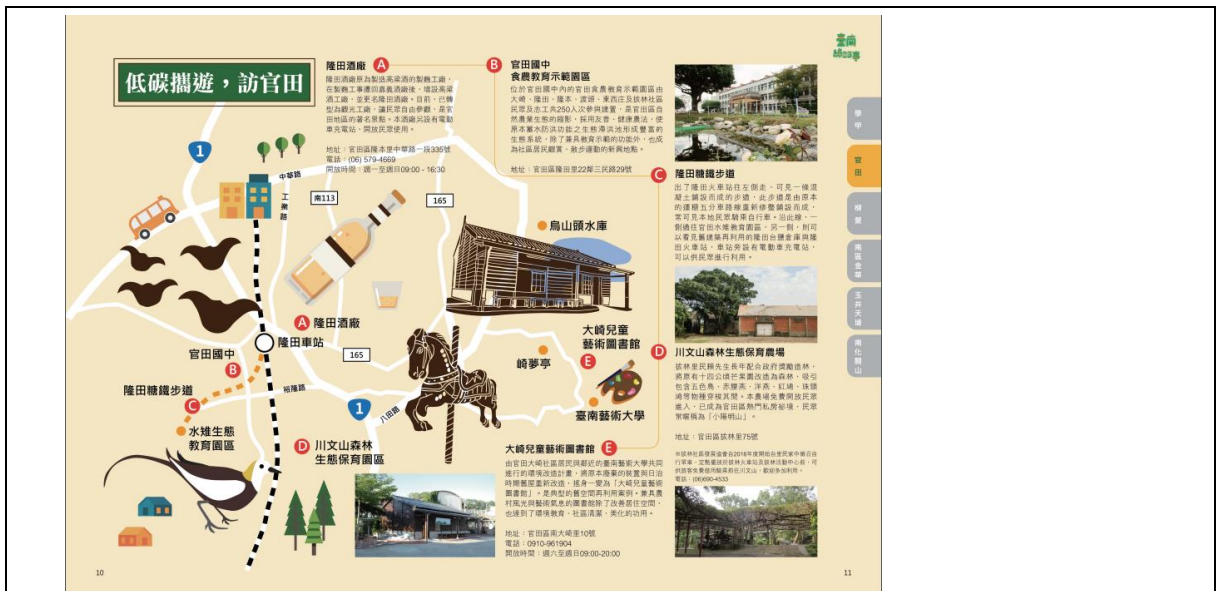 低碳攜遊，訪官田
隆田酒廠 A
隆田酒廠原為製造高粱酒的製麴工廠，
在製麴工事遷回嘉義酒廠後，增設高粱
酒工廠，並更名隆田酒廠。目前，已轉
型為觀光工廠，讓民眾自由參觀，是官
田地區的著名景點。本酒廠另設有電動
車充電站，開放民眾使用。
地址：官田區隆本里中華路一段335號
電話：(06) 579-4669
開放時間：週一至週日09:00 - 16:30
B 官田國中
食農教育示範園區
位於官田國中內的官田食農教育示範園區由
大崎、隆田、隆本、渡頭、東西庄及拔林社區
民眾及志工共250人次參與建置，是官田區自
然農業生態的縮影，採用友善、健康農法，使
原本蓄水防洪功能之生態滯洪池形成豐富的
生態系統，除了兼具教育示範的功能外，也成
為社區居民觀賞、散步運動的新興地點。
地址：官田區隆田里22鄰三民路29號
C 隆田糖鐵步道
出了隆田火車站往左側走，可見一條混
凝土鋪設而成的步道，此步道是由原本
的運糖五分車路線重新修整鋪設而成，
常可見本地民眾騎乘自行車。沿此線，一
側通往官田水雉教育園區，另一側，則可
以看見舊建築再利用的隆田台鹽倉庫與隆
田火車站，車站旁設有電動車充電站，
可以供民眾進行利用。
D 川文山森林生態保育農場
拔林里民賴先生長年配合政府獎勵造林，
將原有十四公頃芒果園改造為森林，吸引
包含五色鳥、赤腰燕、洋燕、紅鳩、珠頸
鳩等物種穿梭其間。本農場免費開放民眾
進入，已成為官田區熱門私房祕境，民眾
常暱稱為「小陽明山」。
地址：官田區拔林里75號
電話：(06)690-4533
大崎兒童藝術圖書館 E
由官田大崎社區居民與鄰近的臺南藝術大學共同
進行的環境改造計畫，將原本廢棄的裝置與日治
時期舊屋重新改造，搖身一變為「大崎兒童藝術
圖書館」。是典型的舊空間再利用案例。兼具農
村風光與藝術氣息的圖書館除了改善居住空間，
也達到了環境教育、社區清潔、美化的功用。
地址：官田區南大崎里10號
電話：0910-961904
開放時間：週六至週日09:00-20:00
1
中華路
工業路
南113
165
烏山頭水庫
A 隆田酒廠
隆田車站
官田國中
B
165
隆田糖鐵步道
C
裕隆路
1
八田路
水雉生態
教育園區
D 川文山森林
生態保育園區
大崎兒童
藝術圖書館
E
崎夢亭
臺南藝術大學
臺南
學甲
官田
柳營
南區金華
玉井天埔
南化關山
10
11